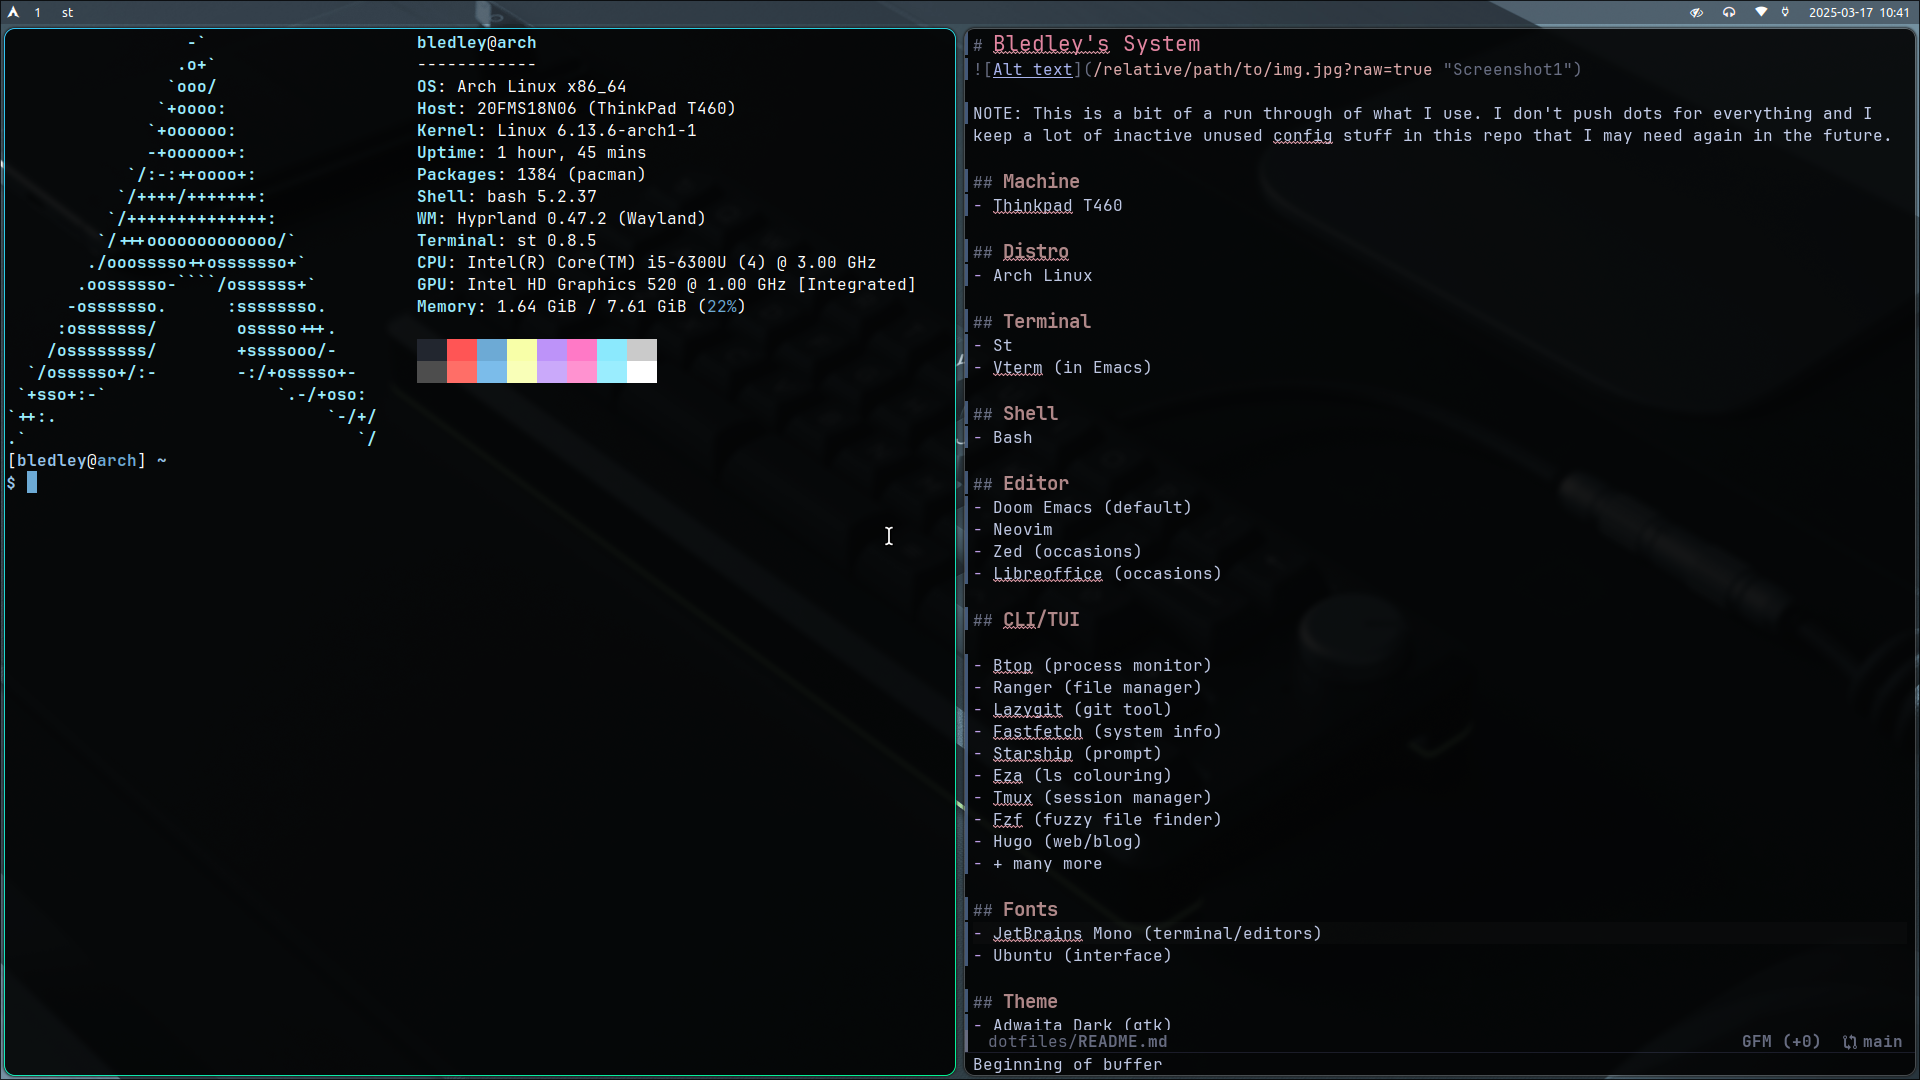 1 st 2025-03-17 10:41
-`
.o+`
`ooo/
`+oooo:
`+oooooo:
-+oooooo+:
`/:-:++oooo+:
`/++++/+++++++:
`/++++++++++++++:
`/+++ooooooooooooo/`
./ooosssso++osssssso+`
.oossssso-````/ossssss+`
-osssssso. :ssssssso.
:osssssss/ osssso+++.
/ossssssss/ +ssssooo/-
`/ossssso+/:- -:/+osssso+-
`+sso+:-` `.-/+oso:
`++:. `-/+/
.` `/
bledley@arch
------------
OS: Arch Linux x86_64
Host: 20FMS18N06 (ThinkPad T460)
Kernel: Linux 6.13.6-arch1-1
Uptime: 1 hour, 45 mins
Packages: 1384 (pacman)
Shell: bash 5.2.37
WM: Hyprland 0.47.2 (Wayland)
Terminal: st 0.8.5
CPU: Intel(R) Core(TM) i5-6300U (4) @ 3.00 GHz
GPU: Intel HD Graphics 520 @ 1.00 GHz [Integrated]
Memory: 1.64 GiB / 7.61 GiB (22%)
[bledley@arch] ~
$
# Bledley's System
![Alt text](/relative/path/to/img.jpg?raw=true "Screenshot1")
NOTE: This is a bit of a run through of what I use. I don't push dots for everything and I
keep a lot of inactive unused config stuff in this repo that I may need again in the future.
## Machine
- Thinkpad T460
## Distro
- Arch Linux
## Terminal
- St
- Vterm (in Emacs)
## Shell
- Bash
## Editor
- Doom Emacs (default)
- Neovim
- Zed (occasions)
- Libreoffice (occasions)
## CLI/TUI
- Btop (process monitor)
- Ranger (file manager)
- Lazygit (git tool)
- Fastfetch (system info)
- Starship (prompt)
- Eza (ls colouring)
- Tmux (session manager)
- Fzf (fuzzy file finder)
- Hugo (web/blog)
- + many more
## Fonts
- JetBrains Mono (terminal/editors)
- Ubuntu (interface)
## Theme
- Adwaita Dark (gtk)
dotfiles/README.md GFM (+0) main
Beginning of buffer